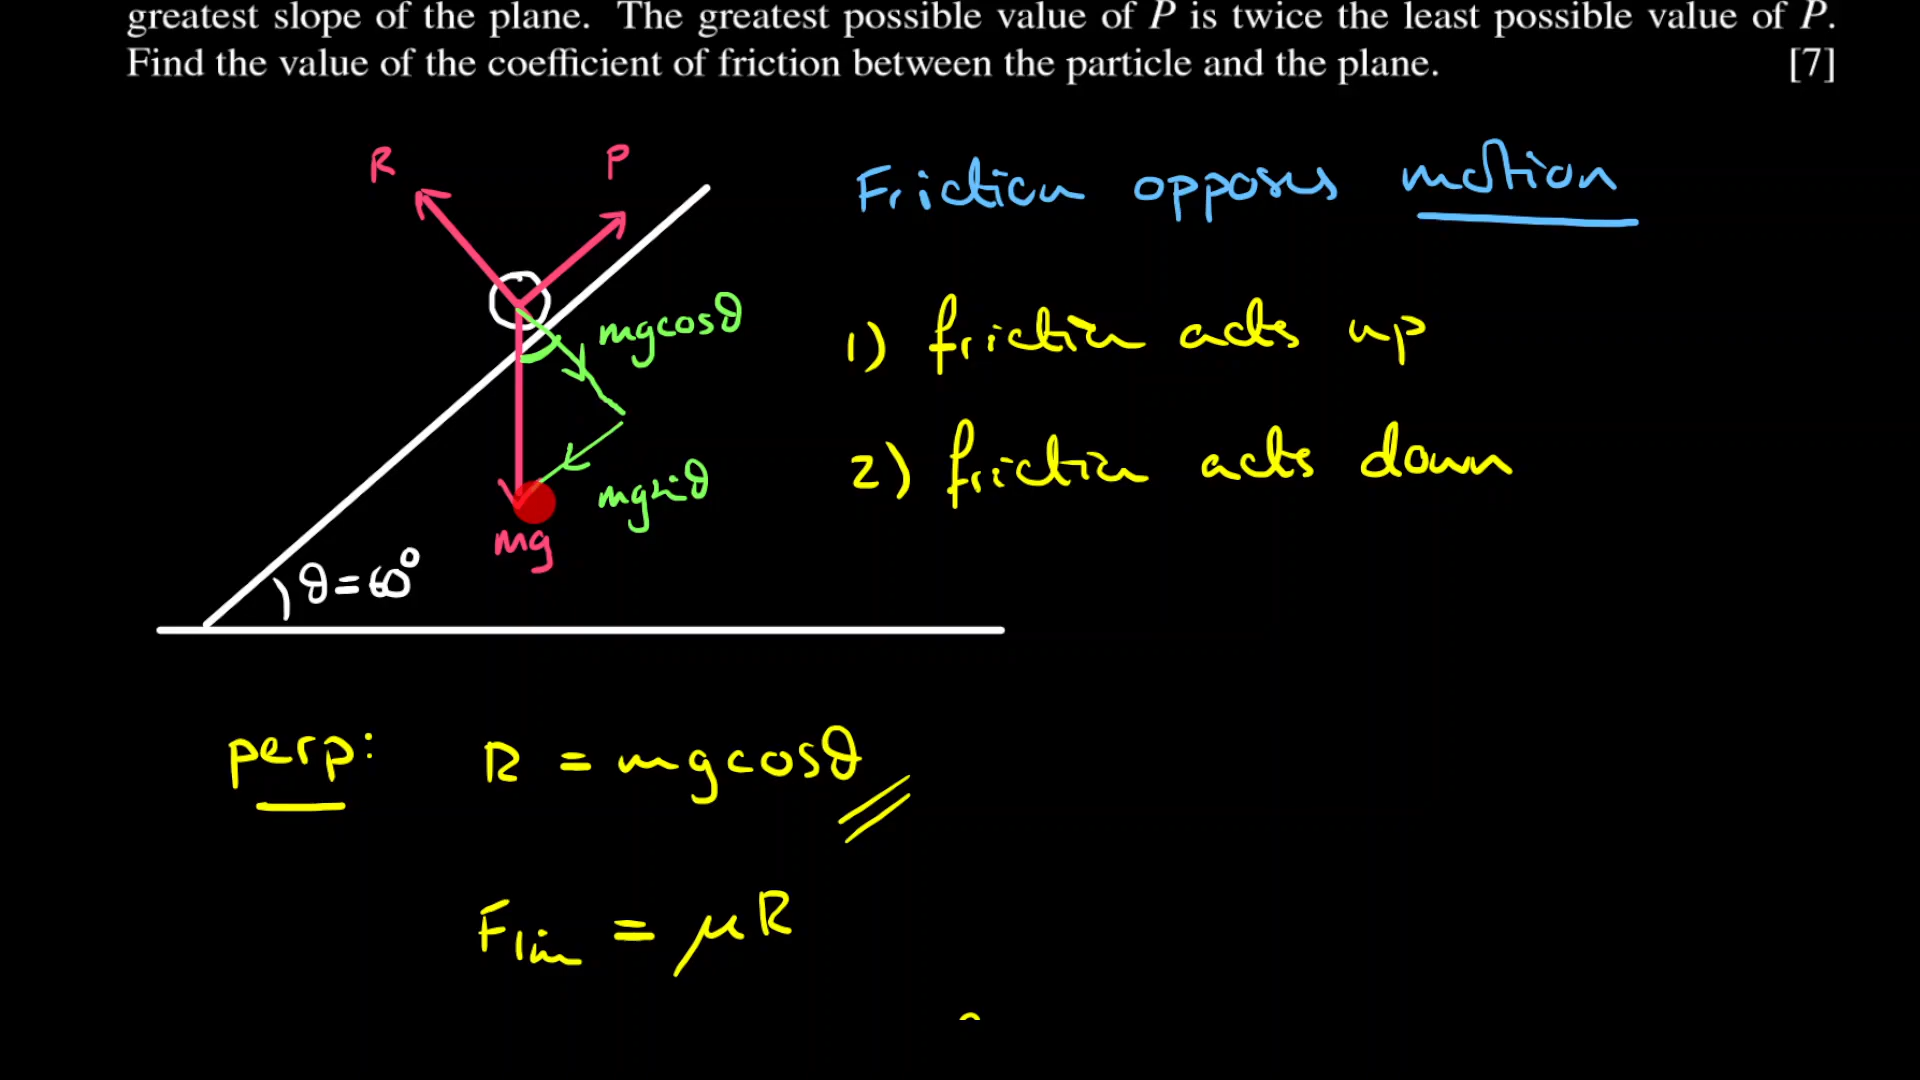 greatest slope of the plane. The greatest possible value of P is twice the least possible value of P.
Find the value of the coefficient of friction between the particle and the plane. [7]
R
P
Friction opposes motion
mgcosθ
1) friction acts up
2) friction acts down
mgsinθ
mg
θ=60°
perp: R = mgcosθ
Flim = μR